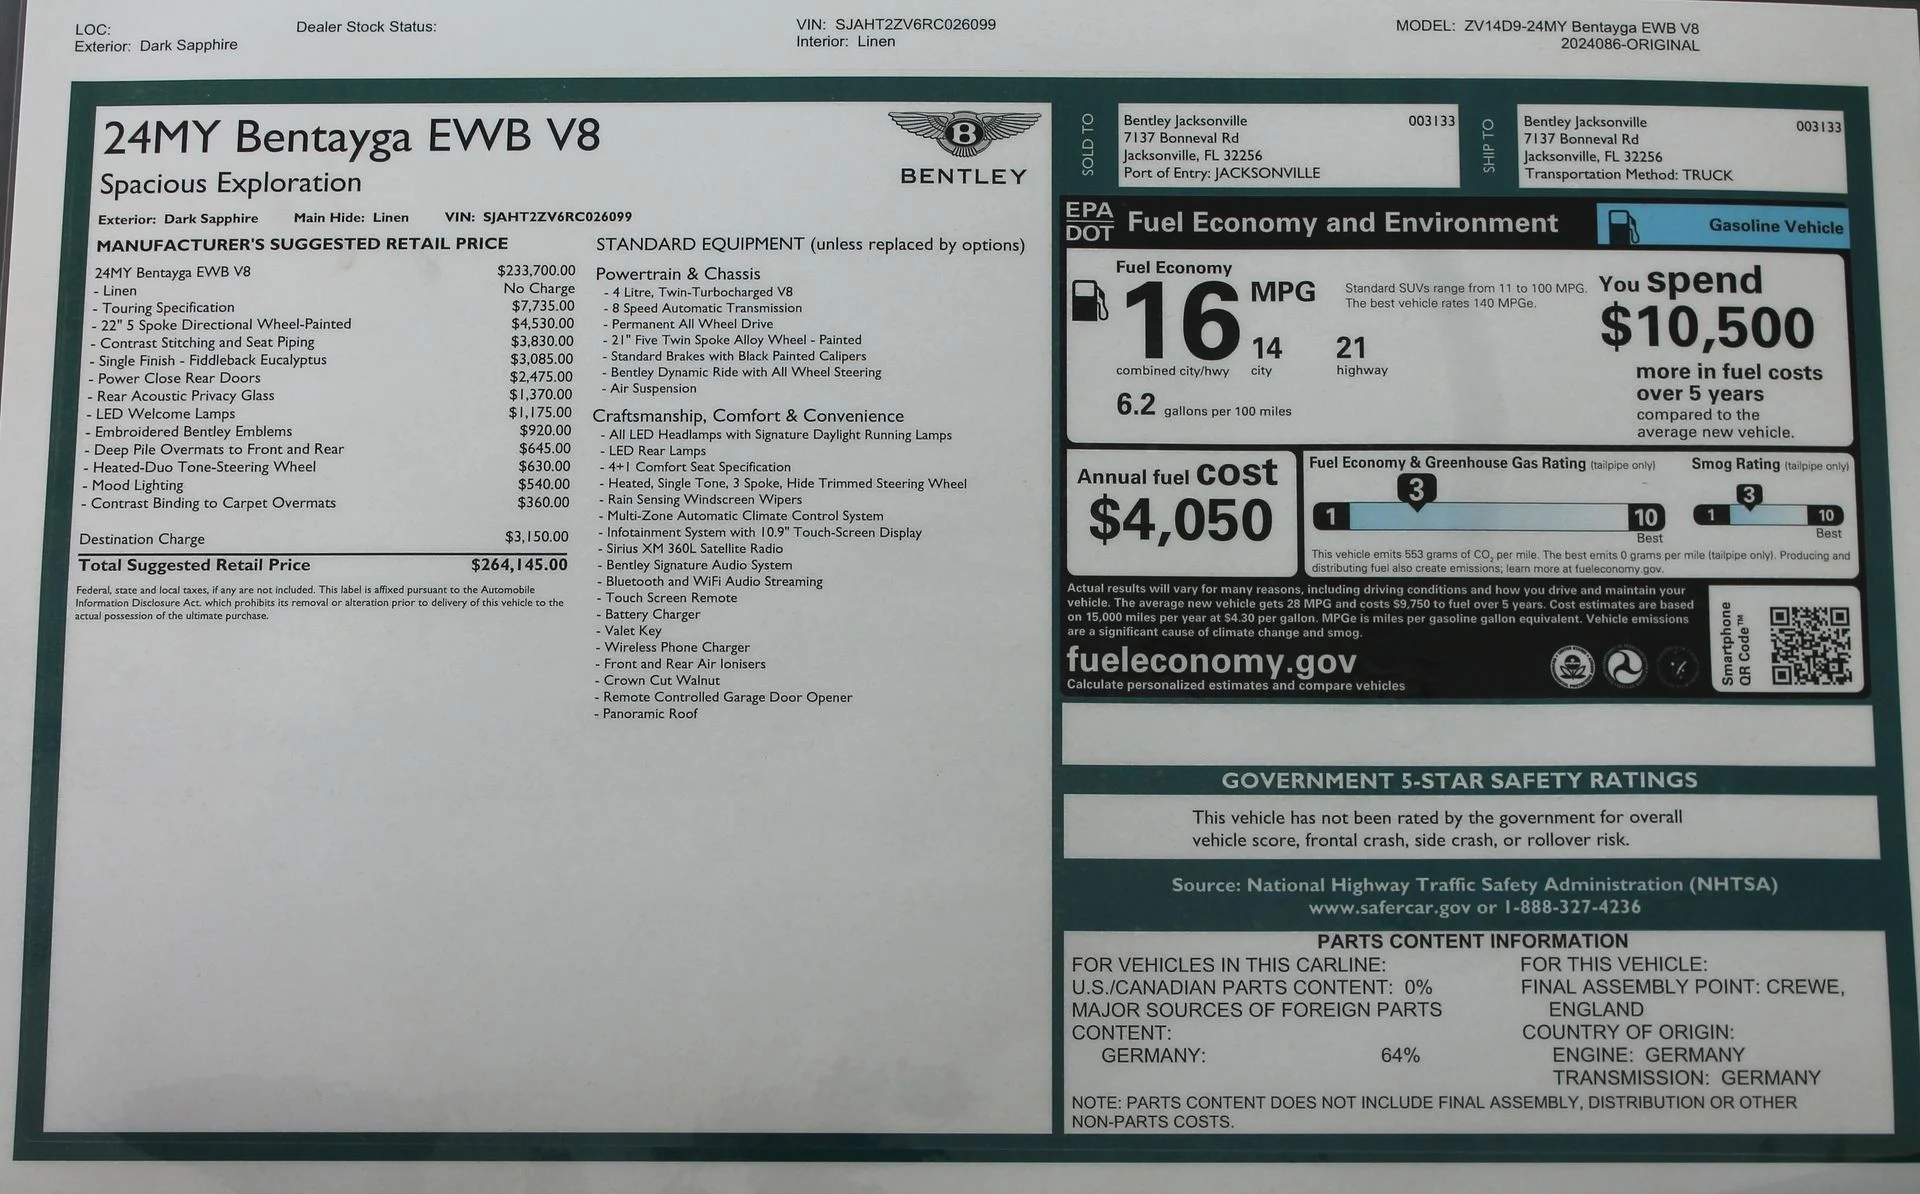 LOC:
Dealer Stock Status:
VIN: SJAHT2ZV6RC026099
MODEL: ZV14D9-24MY Bentayga EWB V8
Exterior: Dark Sapphire
Interior: Linen
2024086-ORIGINAL
24MY Bentayga EWB V8
Spacious Exploration
B
BENTLEY
Exterior: Dark Sapphire Main Hide: Linen VIN: SJAHT2ZV6RC026099
MANUFACTURER'S SUGGESTED RETAIL PRICE
24MY Bentayga EWB V8 $233,700.00
- Linen No Charge
- Touring Specification $7,735.00
- 22" 5 Spoke Directional Wheel-Painted $4,530.00
- Contrast Stitching and Seat Piping $3,830.00
- Single Finish - Fiddleback Eucalyptus $3,085.00
- Power Close Rear Doors $2,475.00
- Rear Acoustic Privacy Glass $1,370.00
- LED Welcome Lamps $1,175.00
- Embroidered Bentley Emblems $920.00
- Deep Pile Overmats to Front and Rear $645.00
- Heated-Duo Tone-Steering Wheel $630.00
- Mood Lighting $540.00
- Contrast Binding to Carpet Overmats $360.00
Destination Charge $3,150.00
Total Suggested Retail Price $264,145.00
Federal, state and local taxes, if any are not included. This label is affixed pursuant to the Automobile
Information Disclosure Act. which prohibits its removal or alteration prior to delivery of this vehicle to the
actual possession of the ultimate purchase.
STANDARD EQUIPMENT (unless replaced by options)
Powertrain & Chassis
- 4 Litre, Twin-Turbocharged V8
- 8 Speed Automatic Transmission
- Permanent All Wheel Drive
- 21" Five Twin Spoke Alloy Wheel - Painted
- Standard Brakes with Black Painted Calipers
- Bentley Dynamic Ride with All Wheel Steering
- Air Suspension
Craftsmanship, Comfort & Convenience
- All LED Headlamps with Signature Daylight Running Lamps
- LED Rear Lamps
- 4+1 Comfort Seat Specification
- Heated, Single Tone, 3 Spoke, Hide Trimmed Steering Wheel
- Rain Sensing Windscreen Wipers
- Multi-Zone Automatic Climate Control System
- Infotainment System with 10.9" Touch-Screen Display
- Sirius XM 360L Satellite Radio
- Bentley Signature Audio System
- Bluetooth and WiFi Audio Streaming
- Touch Screen Remote
- Battery Charger
- Valet Key
- Wireless Phone Charger
- Front and Rear Air Ionisers
- Crown Cut Walnut
- Remote Controlled Garage Door Opener
- Panoramic Roof
SOLD TO
Bentley Jacksonville 003133
7137 Bonneval Rd
Jacksonville, FL 32256
Port of Entry: JACKSONVILLE
SHIP TO
Bentley Jacksonville 003133
7137 Bonneval Rd
Jacksonville, FL 32256
Transportation Method: TRUCK
EPA
DOT
Fuel Economy and Environment
Gasoline Vehicle
Fuel Economy
16 MPG
combined city/hwy
14
city
21
highway
6.2 gallons per 100 miles
Standard SUVs range from 11 to 100 MPG.
The best vehicle rates 140 MPGe.
You spend
$10,500
more in fuel costs
over 5 years
compared to the
average new vehicle.
Annual fuel cost
$4,050
Fuel Economy & Greenhouse Gas Rating (tailpipe only)
3
1
10
Best
Smog Rating (tailpipe only)
3
1
10
Best
This vehicle emits 553 grams of CO2 per mile. The best emits 0 grams per mile (tailpipe only). Producing and
distributing fuel also create emissions; learn more at fueleconomy.gov.
Actual results will vary for many reasons, including driving conditions and how you drive and maintain your
vehicle. The average new vehicle gets 28 MPG and costs $9,750 to fuel over 5 years. Cost estimates are based
on 15,000 miles per year at $4.30 per gallon. MPGe is miles per gasoline gallon equivalent. Vehicle emissions
are a significant cause of climate change and smog.
fueleconomy.gov
Calculate personalized estimates and compare vehicles
Smartphone
QR Code™
GOVERNMENT 5-STAR SAFETY RATINGS
This vehicle has not been rated by the government for overall
vehicle score, frontal crash, side crash, or rollover risk.
Source: National Highway Traffic Safety Administration (NHTSA)
www.safercar.gov or 1-888-327-4236
PARTS CONTENT INFORMATION
FOR VEHICLES IN THIS CARLINE:
U.S./CANADIAN PARTS CONTENT: 0%
MAJOR SOURCES OF FOREIGN PARTS
CONTENT:
GERMANY: 64%
FOR THIS VEHICLE:
FINAL ASSEMBLY POINT: CREWE,
ENGLAND
COUNTRY OF ORIGIN:
ENGINE: GERMANY
TRANSMISSION: GERMANY
NOTE: PARTS CONTENT DOES NOT INCLUDE FINAL ASSEMBLY, DISTRIBUTION OR OTHER
NON-PARTS COSTS.